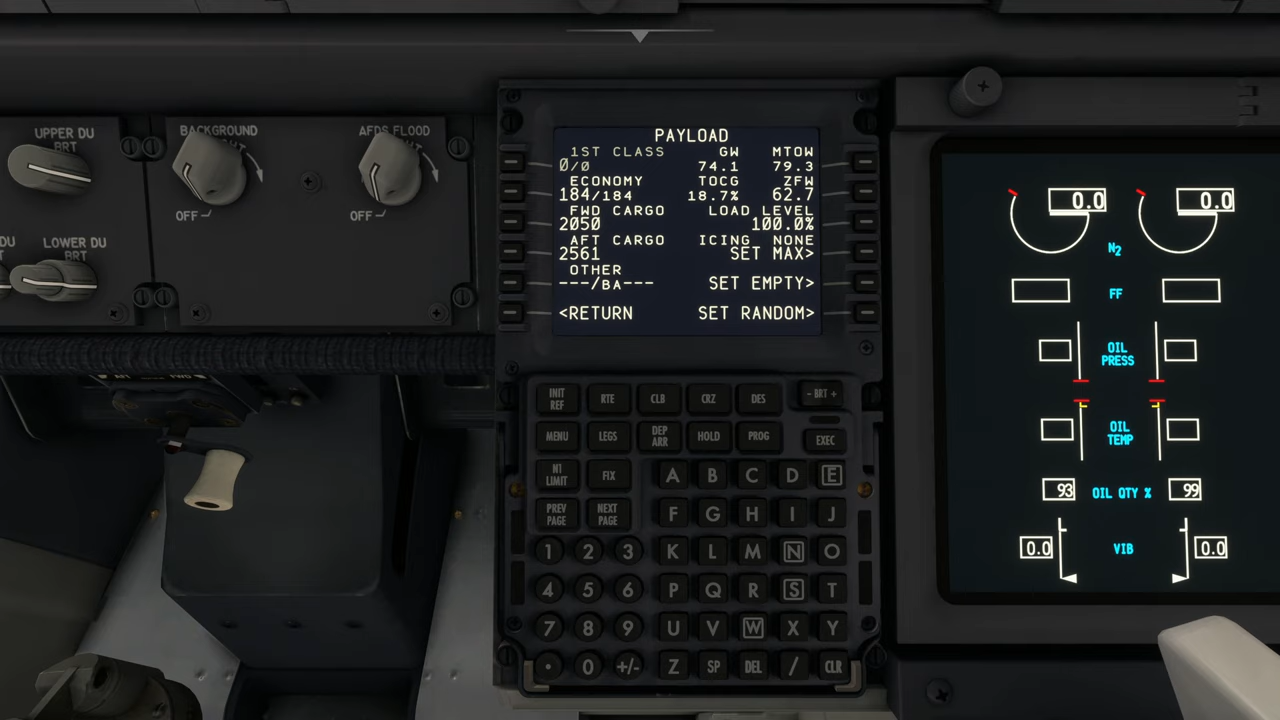 UPPER DU
BRT
BACKGROUND
AFDS FLOOD
OFF
OFF
DU
LOWER DU
BRT
PAYLOAD
1ST CLASS GW MTOW
0/0 74.1 79.3
ECONOMY TOCG ZFW
184/184 18.7% 62.7
FWD CARGO LOAD LEVEL
2050 100.0%
AFT CARGO ICING NONE
2561 SET MAX>
OTHER
---/BA--- SET EMPTY>
<RETURN SET RANDOM>
INIT REF RTE CLB CRZ DES - BRT +
MENU LEGS DEP ARR HOLD PROG EXEC
N1 LIMIT FIX A B C D E
PREV PAGE NEXT PAGE F G H I J
1 2 3 K L M N O
4 5 6 P Q R S T
7 8 9 U V W X Y
. 0 +/- Z SP DEL / CLR
0.0 0.0
N2
FF
OIL
PRESS
OIL
TEMP
93 OIL QTY % 99
0.0 VIB 0.0